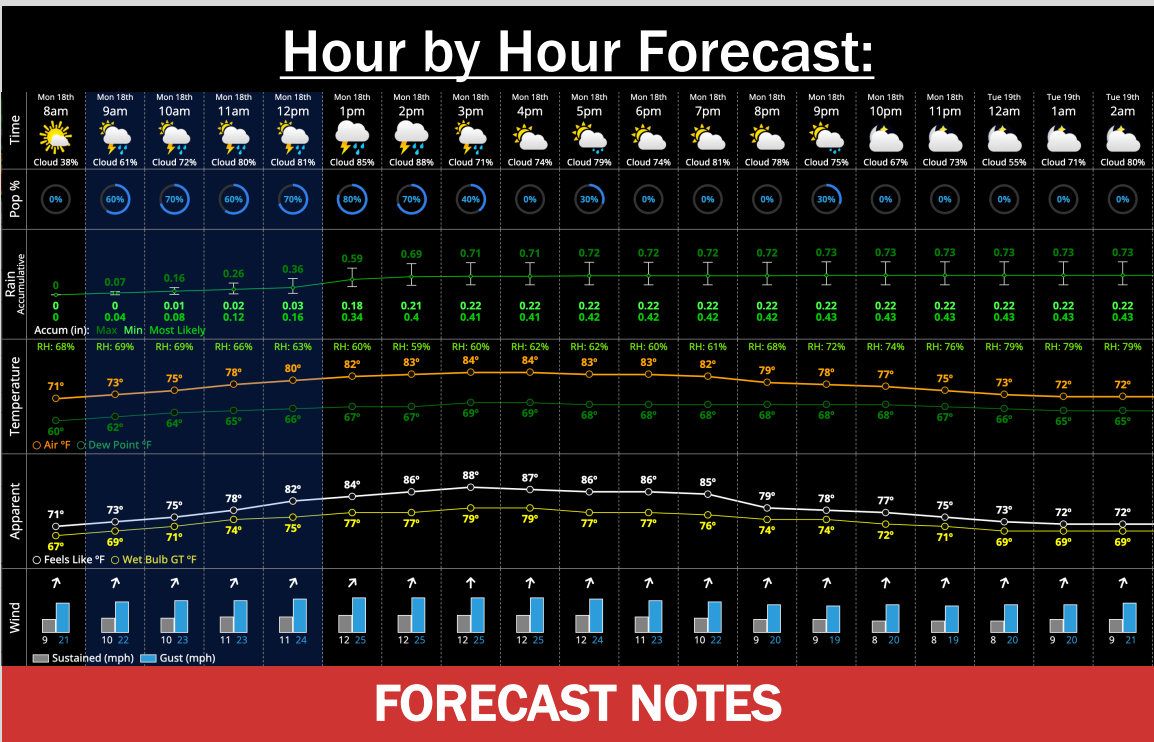 Hour by Hour Forecast:
Time
Mon 18th Mon 18th Mon 18th Mon 18th Mon 18th Mon 18th Mon 18th Mon 18th Mon 18th Mon 18th Mon 18th Mon 18th Mon 18th Mon 18th Mon 18th Mon 18th Tue 19th Tue 19th Tue 19th
8am 9am 10am 11am 12pm 1pm 2pm 3pm 4pm 5pm 6pm 7pm 8pm 9pm 10pm 11pm 12am 1am 2am
Cloud 38% Cloud 61% Cloud 72% Cloud 80% Cloud 81% Cloud 85% Cloud 88% Cloud 71% Cloud 74% Cloud 79% Cloud 74% Cloud 81% Cloud 78% Cloud 75% Cloud 67% Cloud 73% Cloud 55% Cloud 71% Cloud 80%
Pop %
0% 60% 70% 60% 70% 80% 70% 40% 0% 30% 0% 0% 0% 30% 0% 0% 0% 0% 0%
Rain
Accumulative
0 0.07 0.16 0.26 0.36 0.59 0.69 0.71 0.71 0.72 0.72 0.72 0.72 0.73 0.73 0.73 0.73 0.73 0.73
0 0 0.01 0.02 0.03 0.18 0.21 0.22 0.22 0.22 0.22 0.22 0.22 0.22 0.22 0.22 0.22 0.22 0.22
0 0.04 0.08 0.12 0.16 0.34 0.4 0.41 0.41 0.42 0.42 0.42 0.42 0.43 0.43 0.43 0.43 0.43 0.43
Accum (in): Max Min Most Likely
Temperature
RH: 68% RH: 69% RH: 69% RH: 66% RH: 63% RH: 60% RH: 59% RH: 60% RH: 62% RH: 62% RH: 60% RH: 61% RH: 68% RH: 72% RH: 74% RH: 76% RH: 79% RH: 79% RH: 79%
71° 73° 75° 78° 80° 82° 83° 84° 84° 83° 83° 82° 79° 78° 77° 75° 73° 72° 72°
60° 62° 64° 65° 66° 67° 67° 69° 69° 68° 68° 68° 68° 68° 68° 67° 66° 65° 65°
Air °F Dew Point °F
Apparent
71° 73° 75° 78° 82° 84° 86° 88° 87° 86° 86° 85° 79° 78° 77° 75° 73° 72° 72°
67° 69° 71° 74° 75° 77° 77° 79° 79° 77° 77° 76° 74° 74° 72° 71° 69° 69° 69°
Feels Like °F Wet Bulb GT °F
Wind
9 21 10 22 10 23 11 23 11 24 12 25 12 25 12 25 12 25 12 24 11 23 10 22 9 20 9 19 8 20 8 19 8 20 9 20 9 21
Sustained (mph) Gust (mph)
FORECAST NOTES